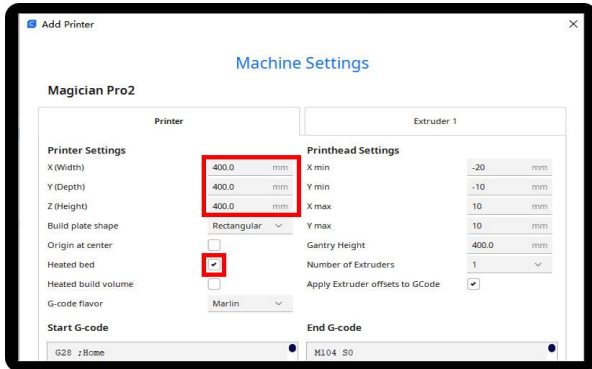 Add Printer
Machine Settings
Magician Pro2
Printer
Extruder 1
Printer Settings
X (Width) 400.0 mm
Y (Depth) 400.0 mm
Z (Height) 400.0 mm
Build plate shape Rectangular
Origin at center
Heated bed
Heated build volume
G-code flavor Marlin
Printhead Settings
X min -20 mm
Y min -10 mm
X max 10 mm
Y max 10 mm
Gantry Height 400.0 mm
Number of Extruders 1
Apply Extruder offsets to GCode
Start G-code
G28 ;Home
End G-code
M104 S0